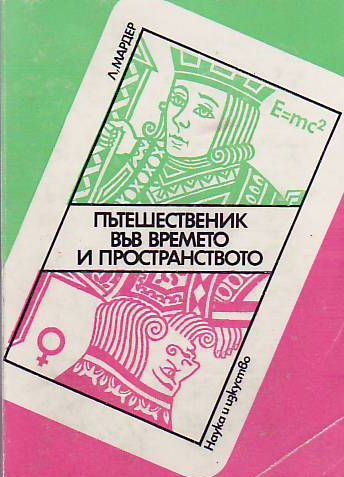 Л. МАРДЕР
E=mc²
ПЪТЕШЕСТВЕНИК
ВЪВ ВРЕМЕТО
И ПРОСТРАНСТВОТО
Наука и изкуство